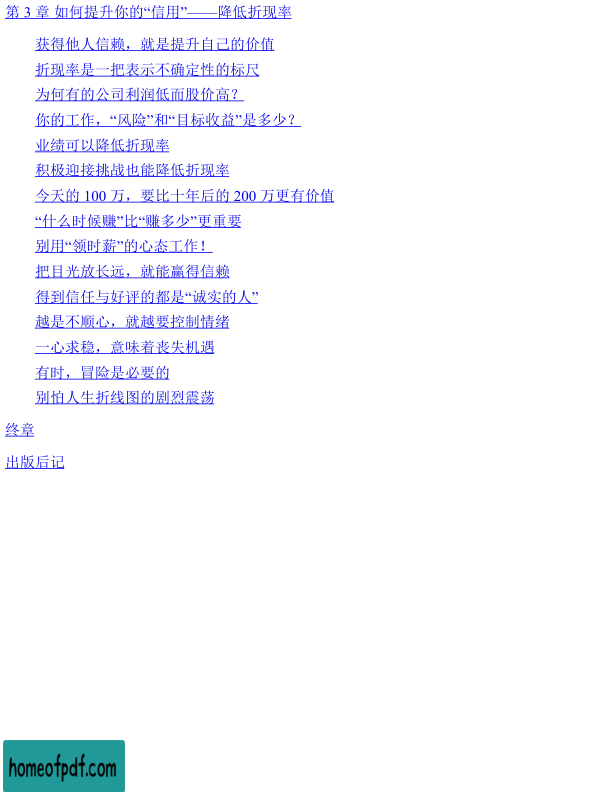 第 3 章 如何提升你的“信用”——降低折现率
获得他人信赖，就是提升自己的价值
折现率是一把表示不确定性的标尺
为何有的公司利润低而股价高？
你的工作，“风险”和“目标收益”是多少？
业绩可以降低折现率
积极迎接挑战也能降低折现率
今天的 100 万，要比十年后的 200 万更有价值
“什么时候赚”比“赚多少”更重要
别用“领时薪”的心态工作！
把目光放长远，就能赢得信赖
得到信任与好评的都是“诚实的人”
越是不顺心，就越要控制情绪
一心求稳，意味着丧失机遇
有时，冒险是必要的
别怕人生折线图的剧烈震荡
终章
出版后记
homeofpdf.com